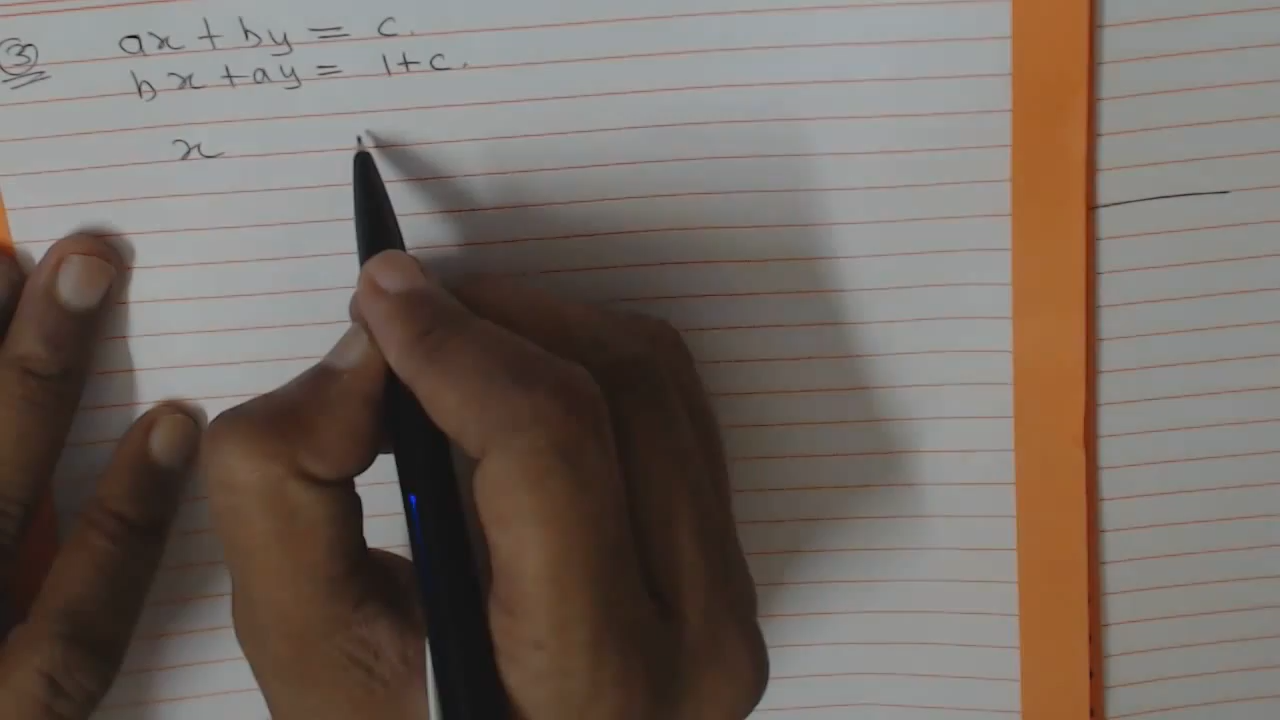 ③ ax + by = c.
bx + ay = 1 + c.
x